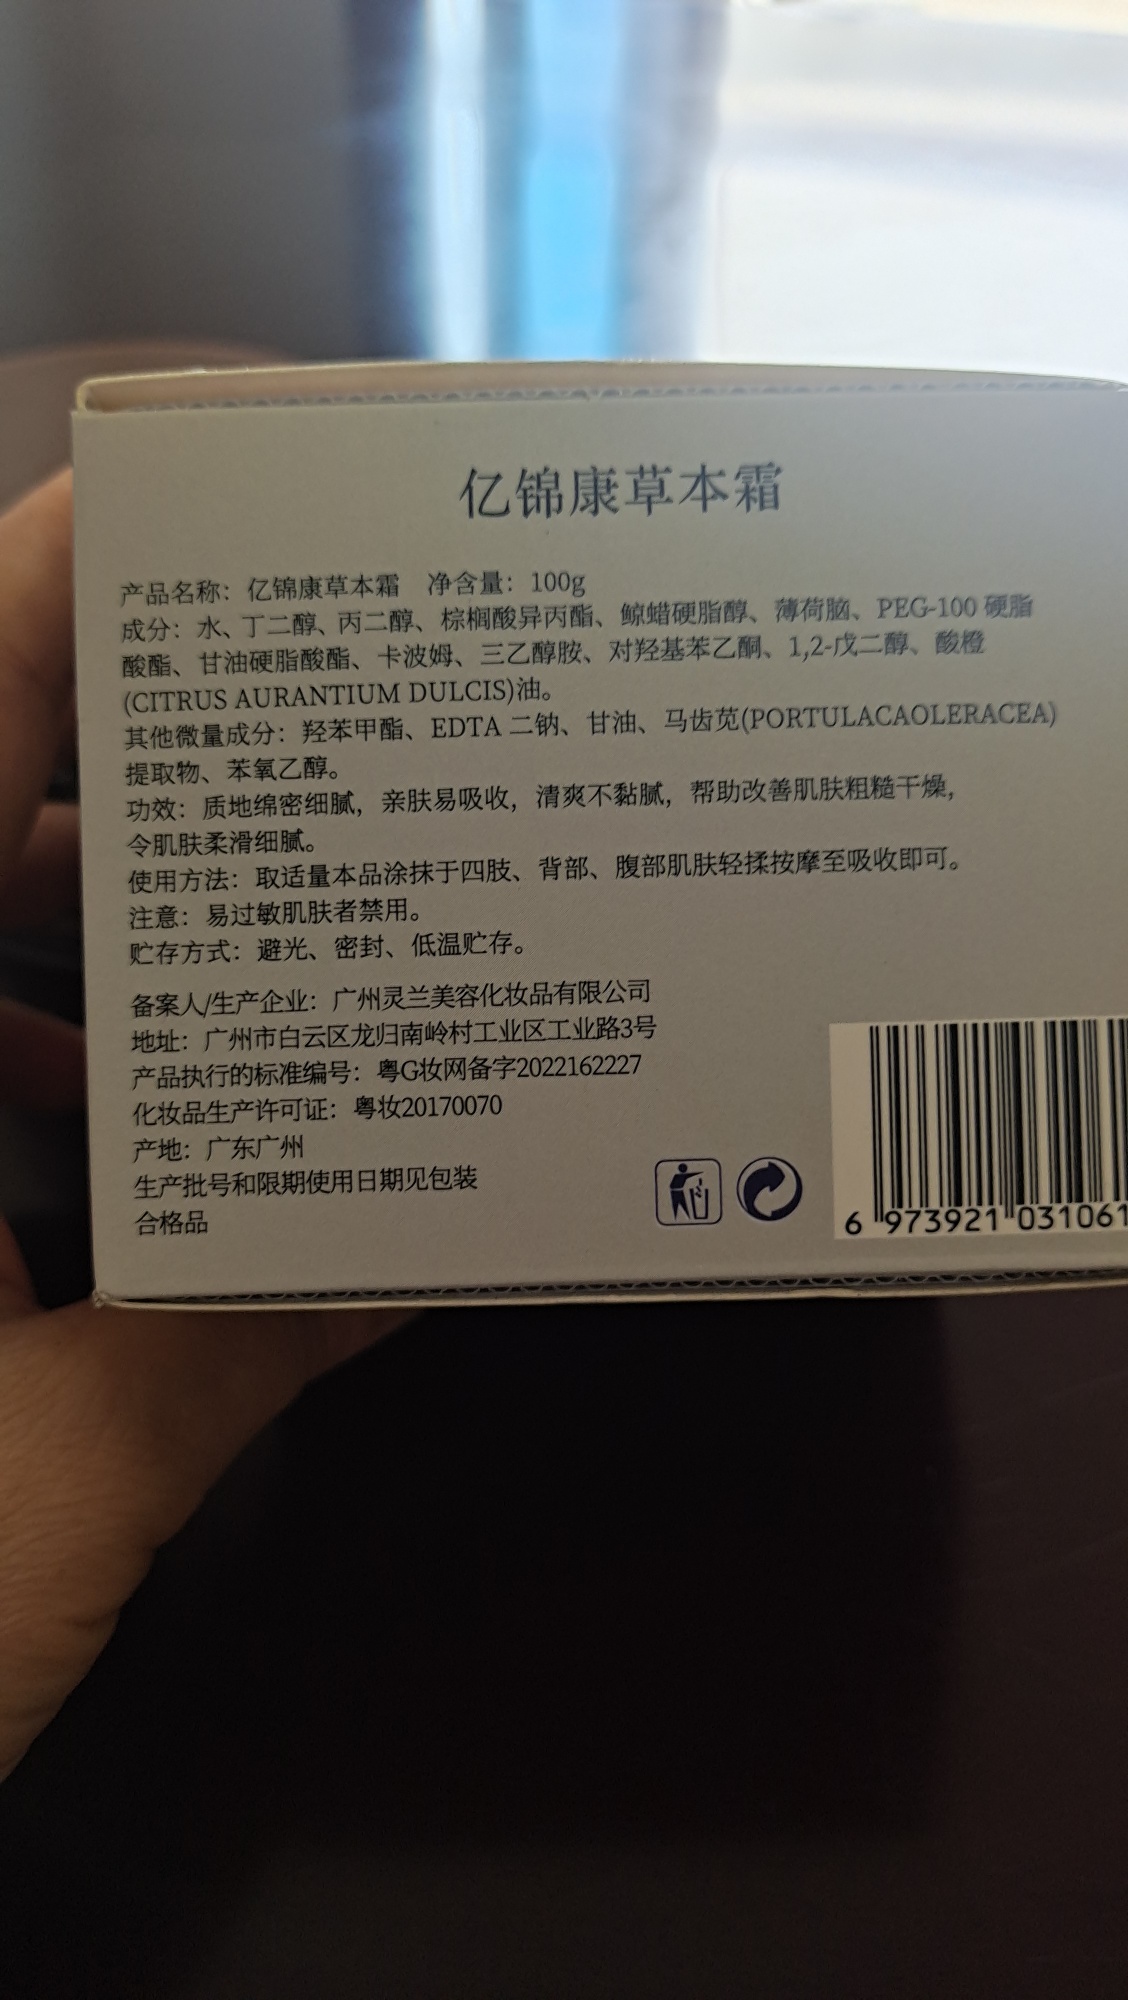 亿锦康草本霜
产品名称：亿锦康草本霜 净含量：100g
成分：水、丁二醇、丙二醇、棕榈酸异丙酯、鲸蜡硬脂醇、薄荷脑、PEG-100 硬脂
酸酯、甘油硬脂酸酯、卡波姆、三乙醇胺、对羟基苯乙酮、1,2-戊二醇、酸橙
(CITRUS AURANTIUM DULCIS)油。
其他微量成分：羟苯甲酯、EDTA 二钠、甘油、马齿苋(PORTULACAOLERACEA)
提取物、苯氧乙醇。
功效：质地绵密细腻，亲肤易吸收，清爽不黏腻，帮助改善肌肤粗糙干燥，
令肌肤柔滑细腻。
使用方法：取适量本品涂抹于四肢、背部、腹部肌肤轻揉按摩至吸收即可。
注意：易过敏肌肤者禁用。
贮存方式：避光、密封、低温贮存。
备案人/生产企业：广州灵兰美容化妆品有限公司
地址：广州市白云区龙归南岭村工业区工业路3号
产品执行的标准编号：粤G妆网备字2022162227
化妆品生产许可证：粤妆20170070
产地：广东广州
生产批号和限期使用日期见包装
合格品
6 973921 031061